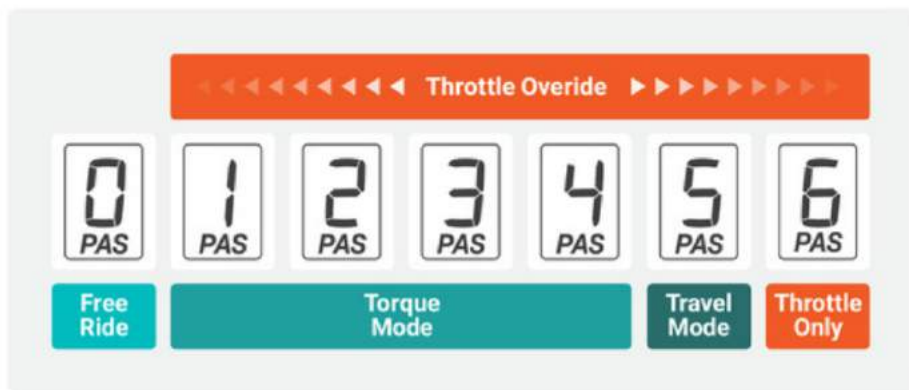 Throttle Overide
0 1 2 3 4 5 6
PAS PAS PAS PAS PAS PAS PAS
Free Torque Travel Throttle
Ride Mode Mode Only